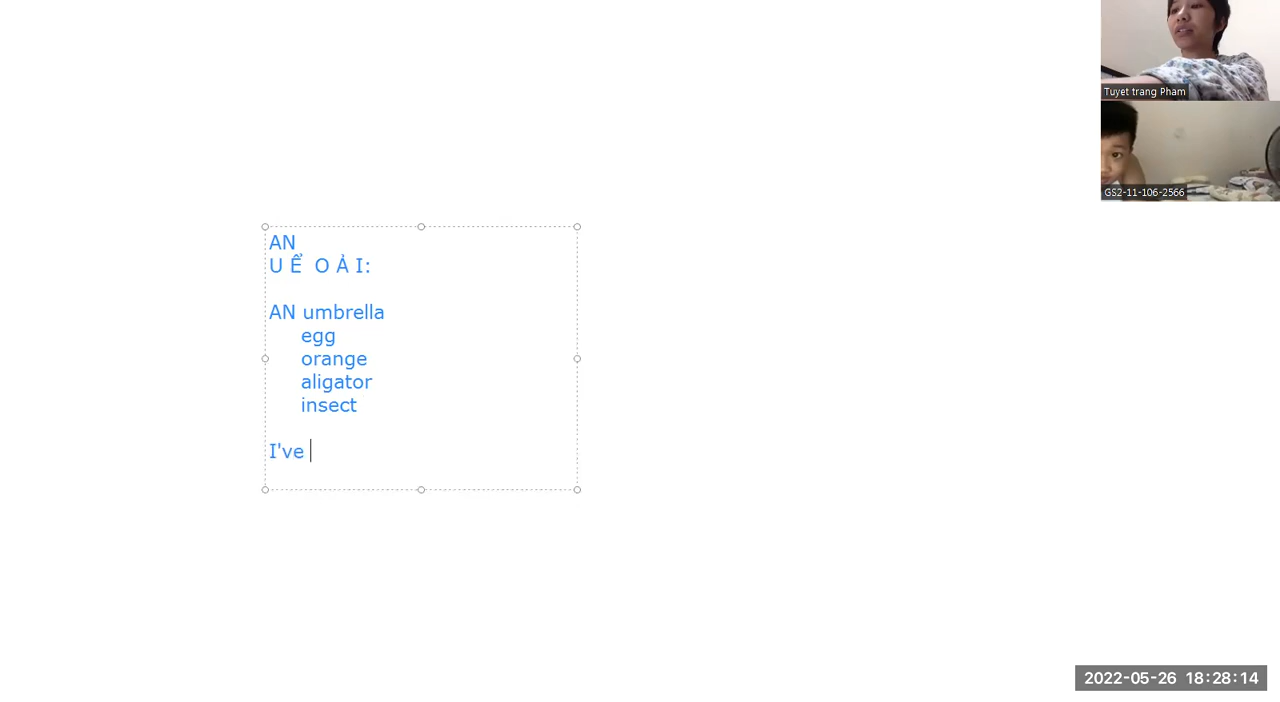 Tuyet trang Pham
GS2-11-106-2566
AN
U Ể O Ả I:
AN umbrella
egg
orange
aligator
insect
I've
2022-05-26 18:28:14